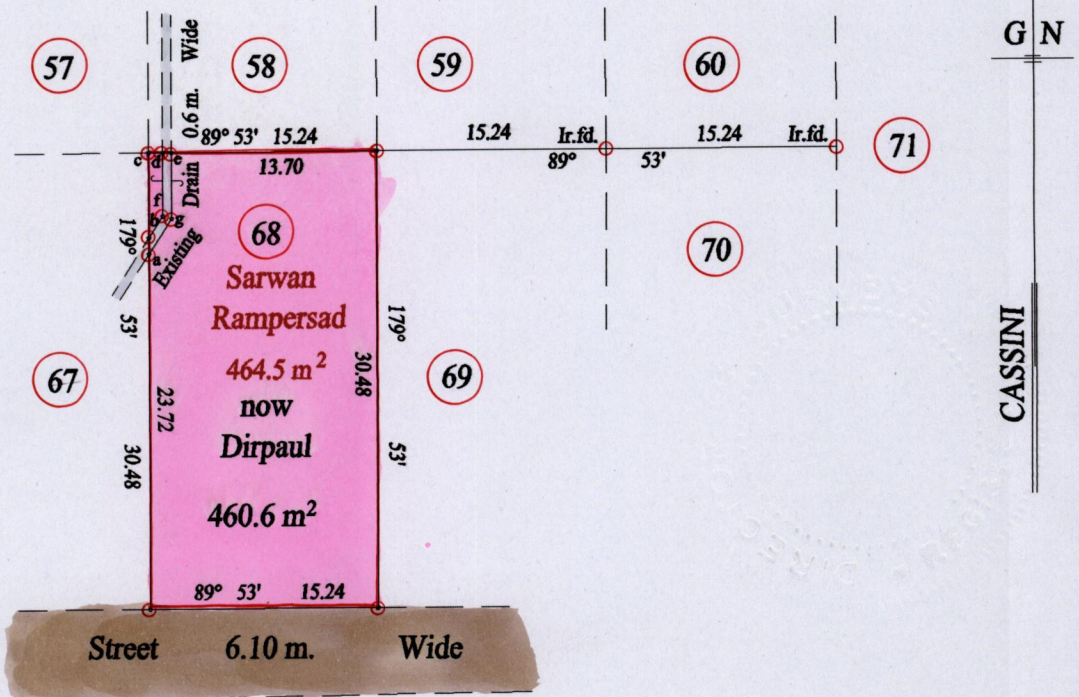 57
58
59
60
G N
Wide
0.6 m.
Drain
89° 53' 15.24
13.70
15.24 Ir.fd.
89°
15.24 Ir.fd.
53'
71
c d e
f
b g
a
Existing
179°
53'
68
70
Sarwan
Rampersad
464.5 m²
now
Dirpaul
460.6 m²
67
23.72
30.48
179°
30.48
53'
69
CASSINI
89° 53' 15.24
Street 6.10 m. Wide